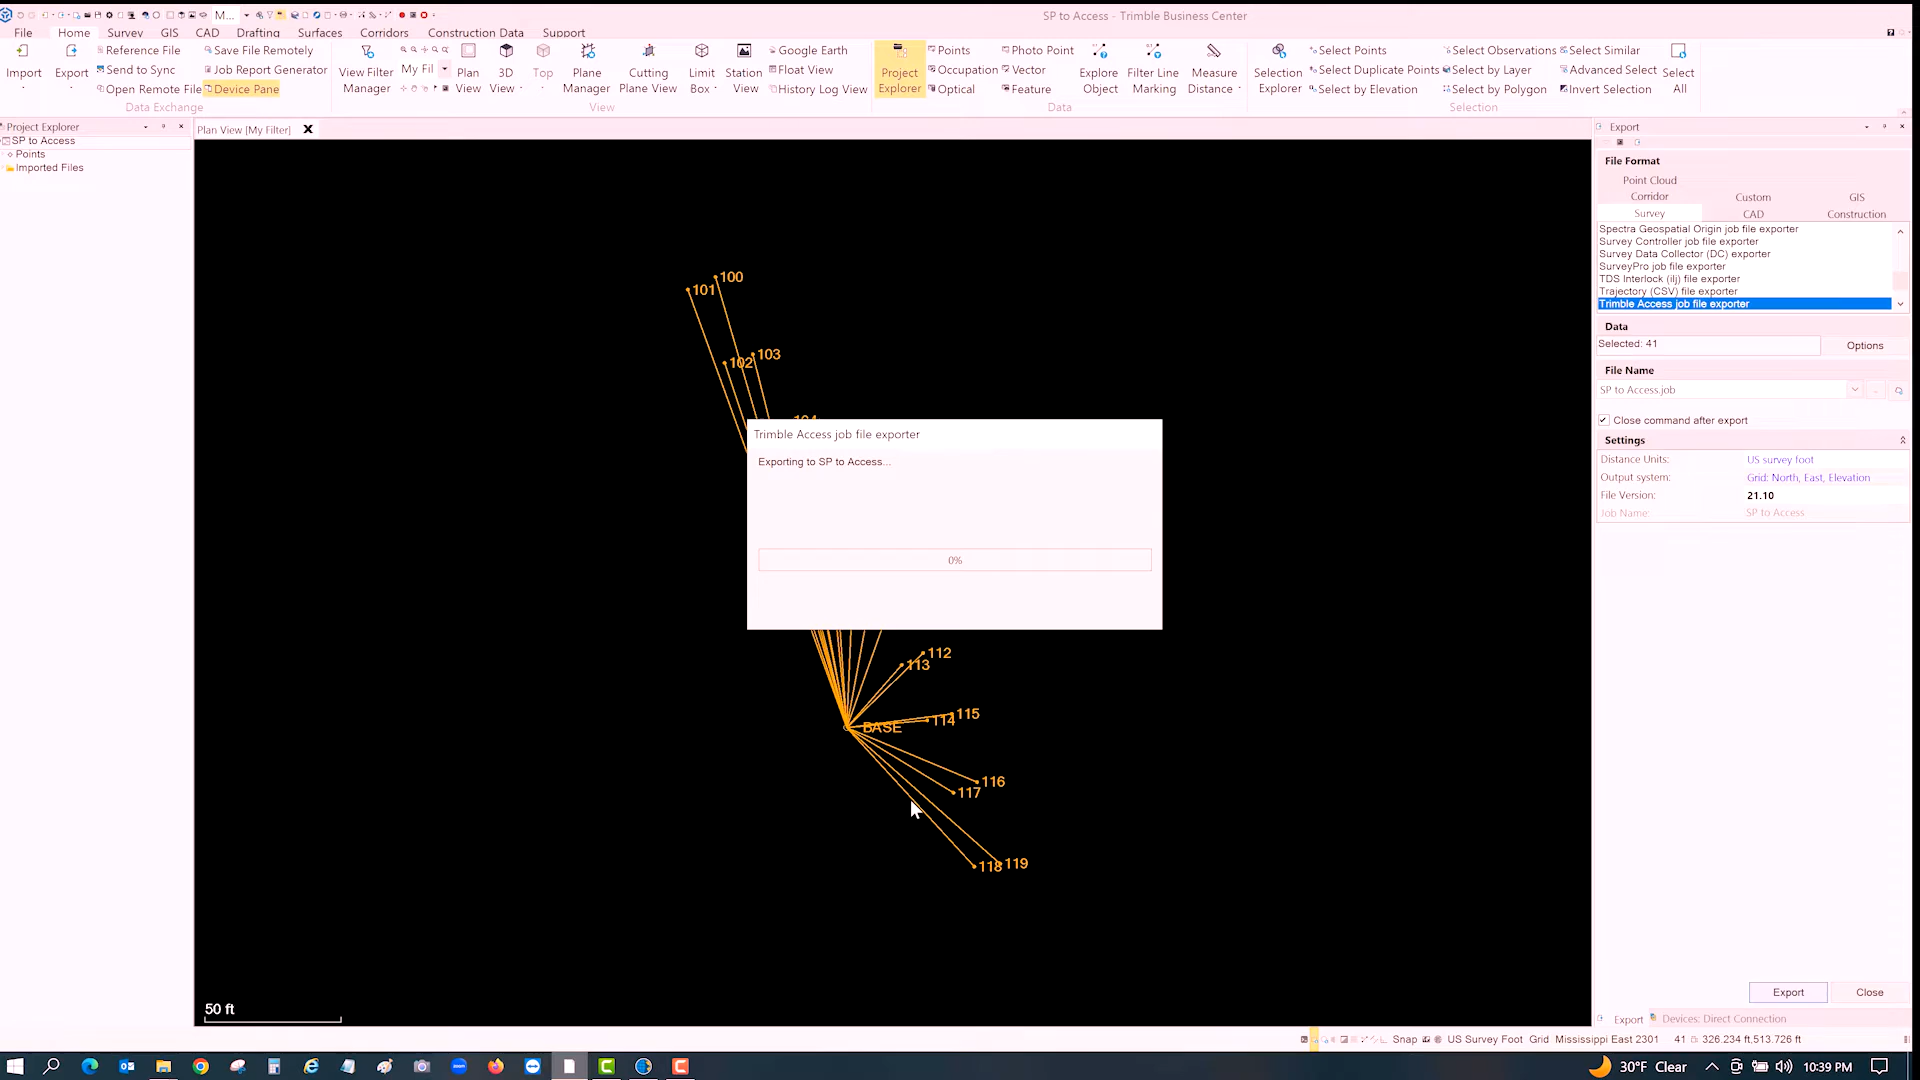 M...
SP to Access - Trimble Business Center
File Home Survey GIS CAD Drafting Surfaces Corridors Construction Data Support
Import
Export
Reference File
Send to Sync
Open Remote File
Save File Remotely
Job Report Generator
Device Pane
Data Exchange
View Filter
Manager
My Fil
Plan
View
3D
View
Top
Plane
Manager
Cutting
Plane View
Limit
Box
Station
View
Google Earth
Float View
History Log View
View
Project
Explorer
Points
Occupation
Optical
Photo Point
Vector
Feature
Explore
Object
Filter Line
Marking
Measure
Distance
Data
Selection
Explorer
Select Points
Select Duplicate Points
Select by Elevation
Select Observations
Select by Layer
Select by Polygon
Select Similar
Advanced Select
Invert Selection
Select
All
Selection
Project Explorer
SP to Access
Points
Imported Files
Plan View [My Filter] X
100
101
103
102
Trimble Access job file exporter
Exporting to SP to Access...
0%
112
113
115
114
BASE
116
117
118
119
50 ft
Export
File Format
Point Cloud
Corridor Custom GIS
Survey CAD Construction
Spectra Geospatial Origin job file exporter
Survey Controller job file exporter
Survey Data Collector (DC) exporter
SurveyPro job file exporter
TDS Interlock (ilj) file exporter
Trajectory (CSV) file exporter
Trimble Access job file exporter
Data
Selected: 41
Options
File Name
SP to Access.job
Close command after export
Settings
Distance Units: US survey foot
Output system: Grid: North, East, Elevation
File Version: 21.10
Job Name: SP to Access
Export Close
Export Devices: Direct Connection
Snap US Survey Foot Grid Mississippi East 2301 41 326.234 ft,513.726 ft
30°F Clear 10:39 PM